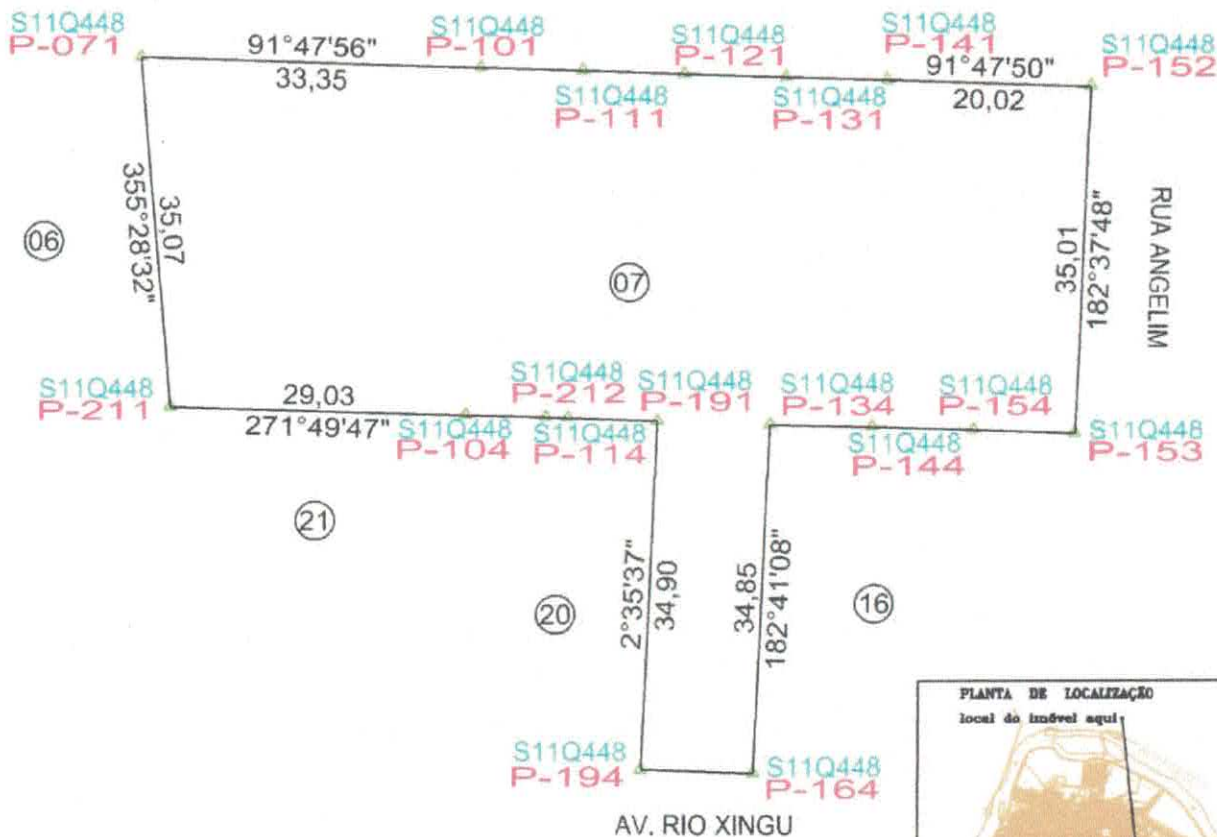 S11Q448
P-071
91°47'56"
33,35
S11Q448
P-101
S11Q448
P-111
S11Q448
P-121
S11Q448
P-131
S11Q448
P-141
91°47'50"
20,02
S11Q448
P-152
06
35,07
355°28'32"
07
35,01
182°37'48"
RUA ANGELIM
S11Q448
P-211
29,03
271°49'47"
S11Q448
P-104
S11Q448
P-212
S11Q448
P-114
S11Q448
P-191
S11Q448
P-134
S11Q448
P-144
S11Q448
P-154
S11Q448
P-153
21
20
2°35'37"
34,90
34,85
182°41'08"
16
S11Q448
P-194
S11Q448
P-164
AV. RIO XINGU
PLANTA DE LOCALIZAÇÃO
local do imóvel aqui